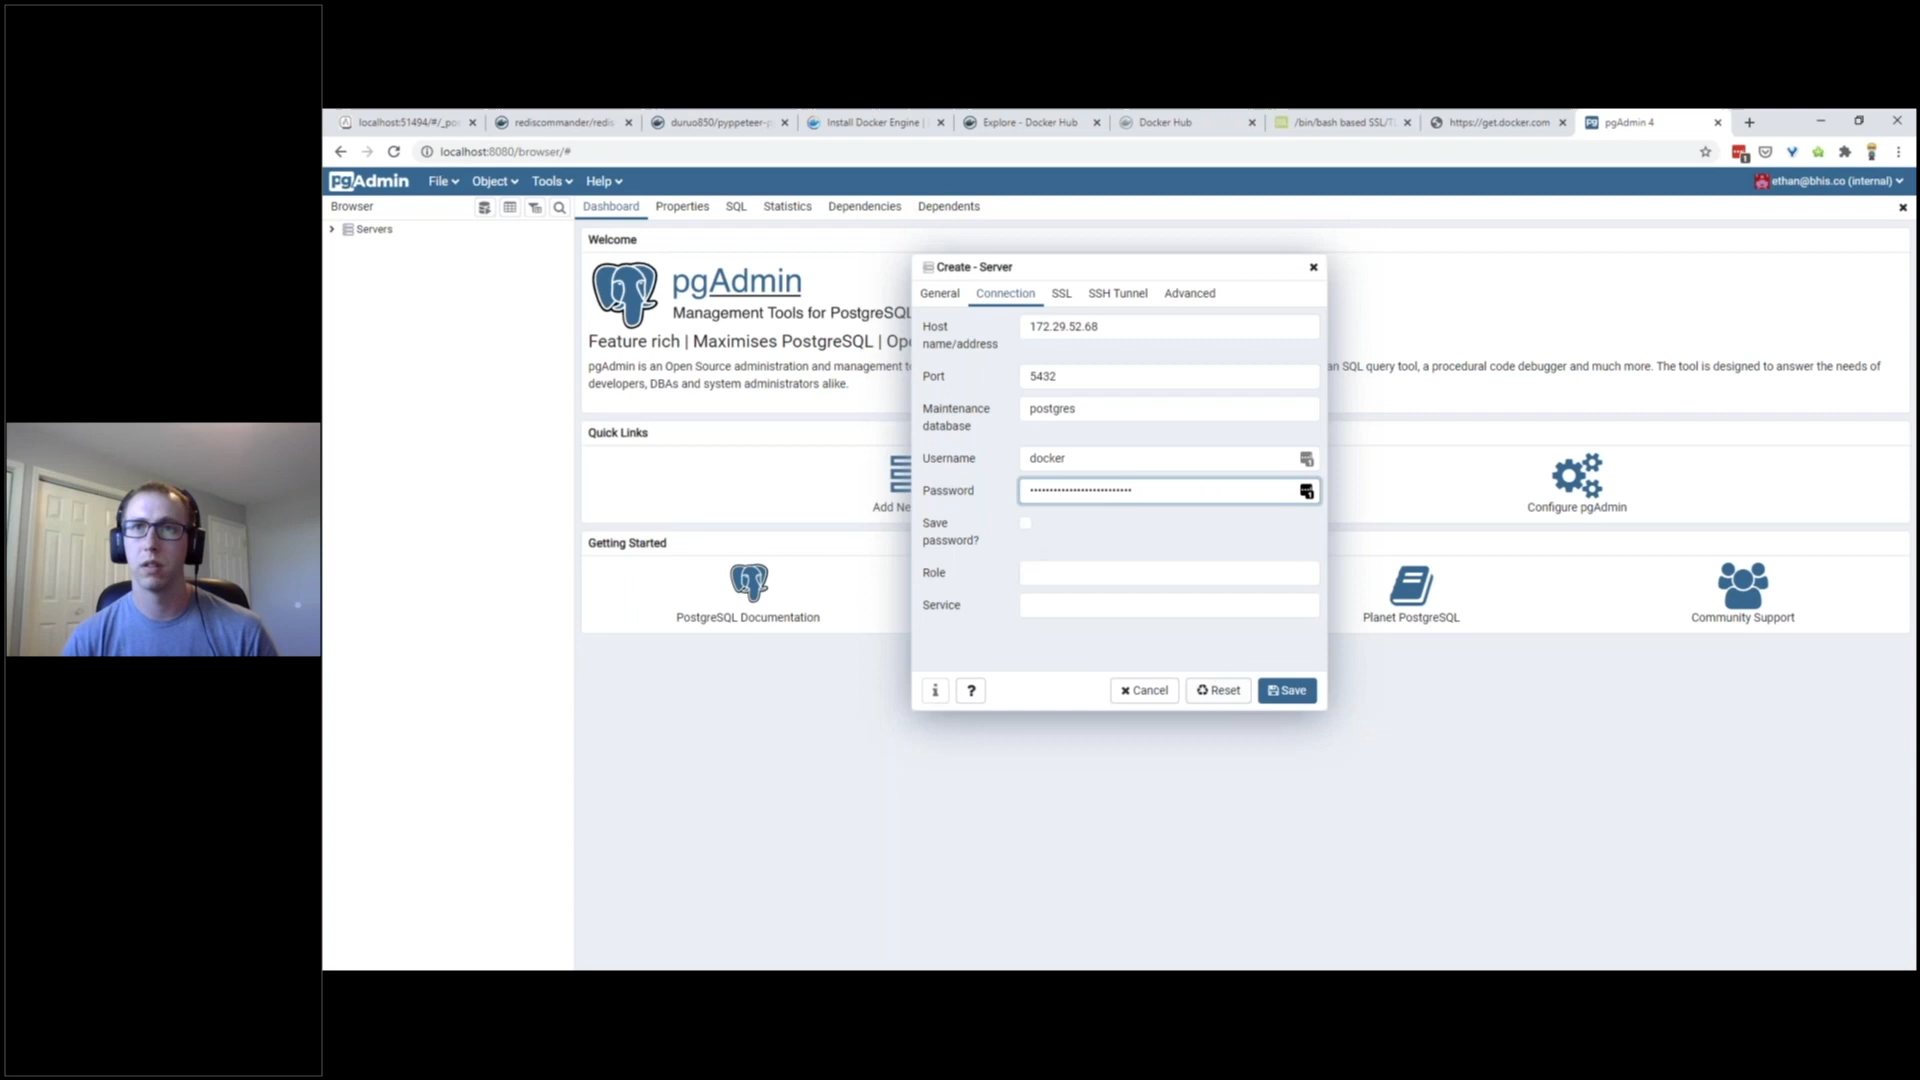 localhost:51494/#/_po
rediscommander/redis
duruo850/pyppeteer-p
Install Docker Engine |
Explore - Docker Hub
Docker Hub
/bin/bash based SSL/T
https://get.docker.com
pgAdmin 4
localhost:8080/browser/#
pgAdmin
File
Object
Tools
Help
ethan@bhis.co (internal)
Browser
Dashboard
Properties
SQL
Statistics
Dependencies
Dependents
Servers
Welcome
pgAdmin
Management Tools for PostgreSQL
Feature rich | Maximises PostgreSQL |
pgAdmin is an Open Source administration and management
an SQL query tool, a procedural code debugger and much more. The tool is designed to answer the needs of
developers, DBAs and system administrators alike.
Quick Links
Configure pgAdmin
Getting Started
PostgreSQL Documentation
Planet PostgreSQL
Community Support
Create - Server
General
Connection
SSL
SSH Tunnel
Advanced
Host
name/address
172.29.52.68
Port
5432
Maintenance
database
postgres
Username
docker
Password
Save
password?
Role
Service
i
?
Cancel
Reset
Save